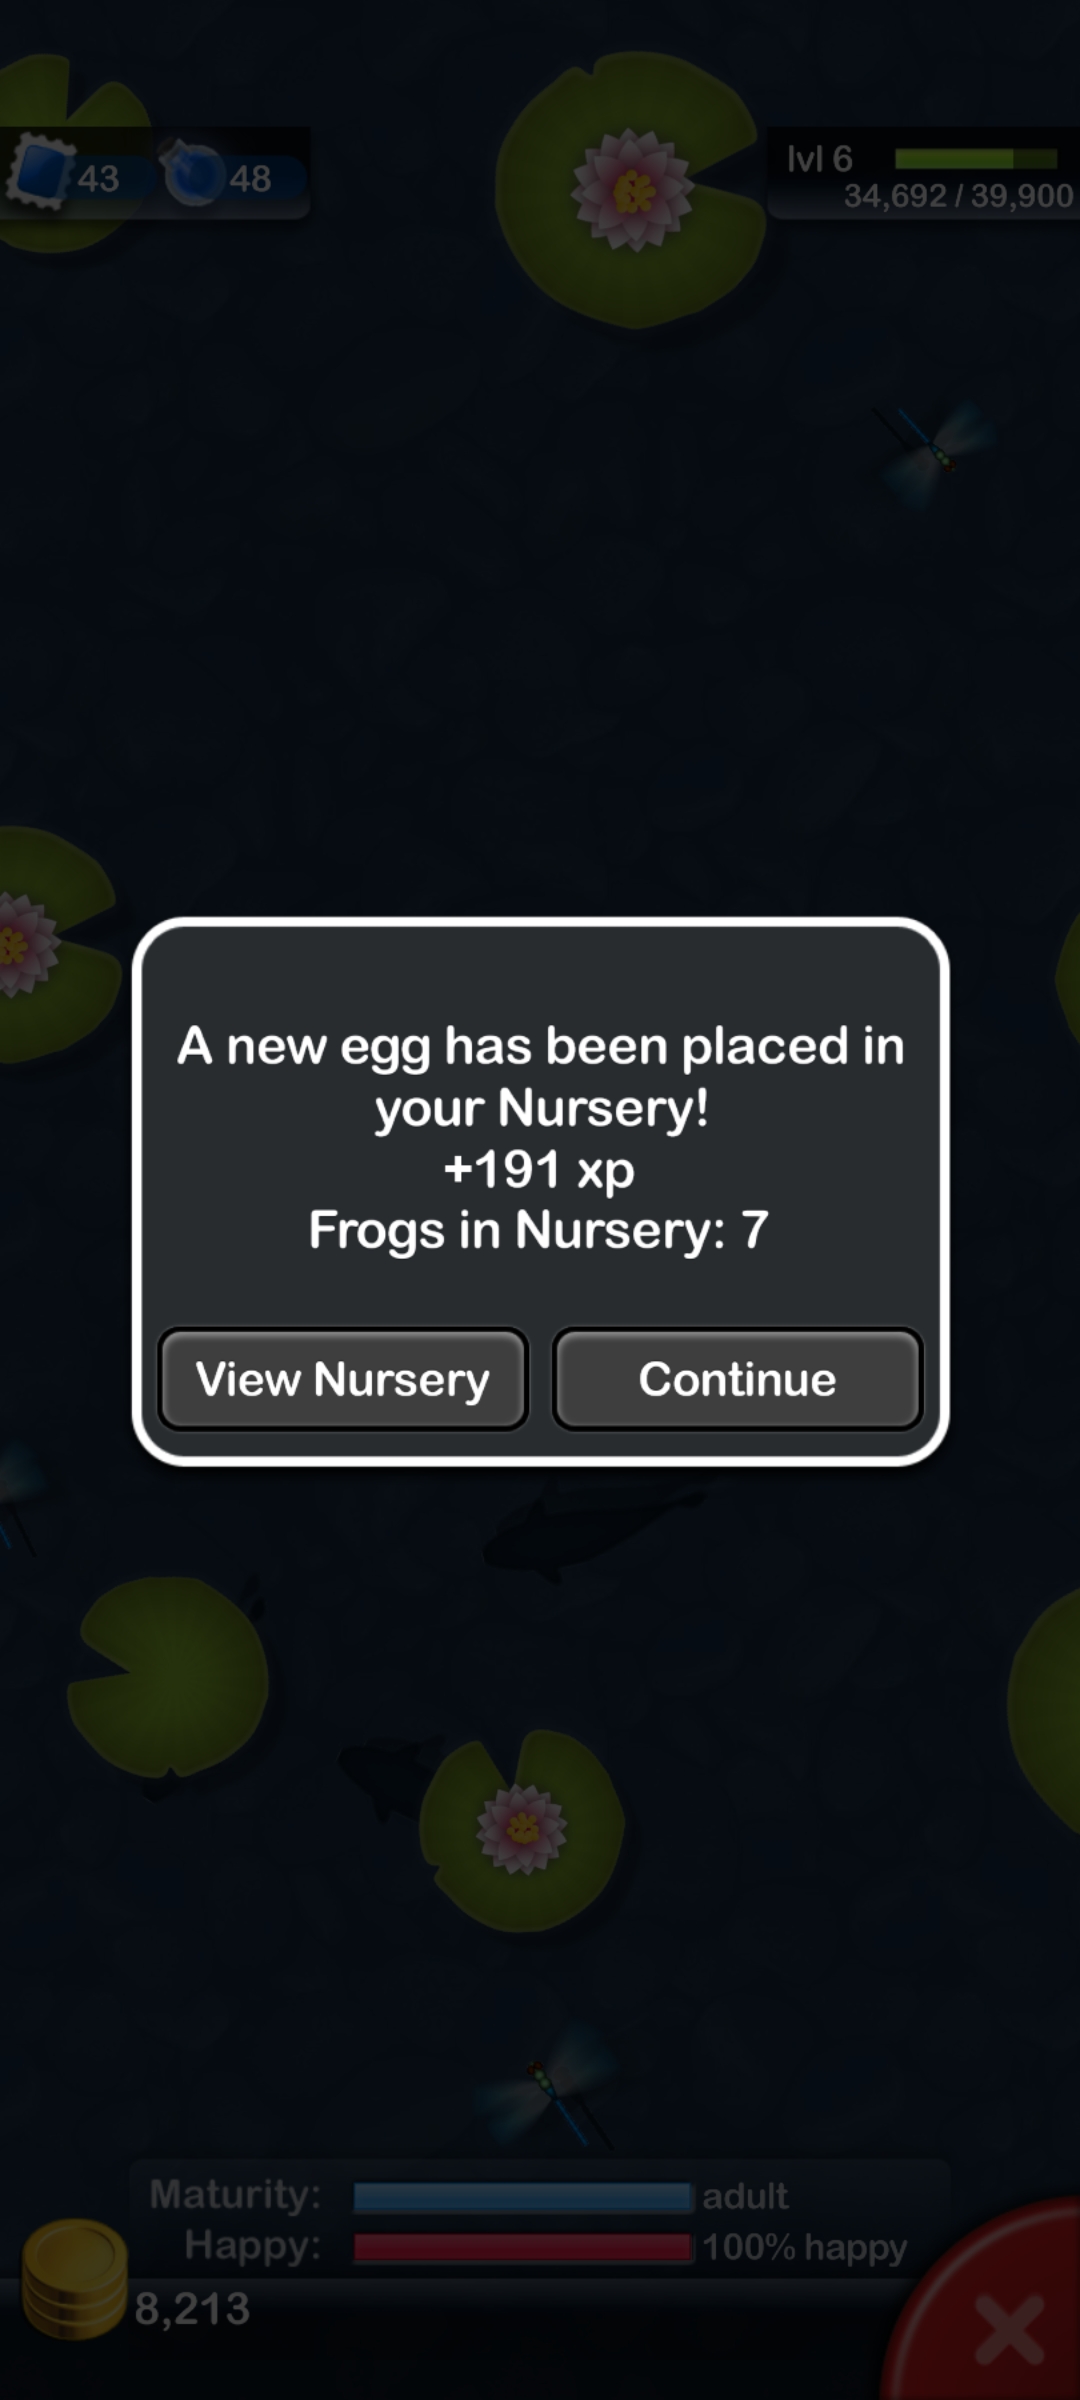 43
48
lvl 6
34,692 / 39,900
A new egg has been placed in
your Nursery!
+191 xp
Frogs in Nursery: 7
View Nursery
Continue
Maturity:
adult
Happy:
100% happy
8,213